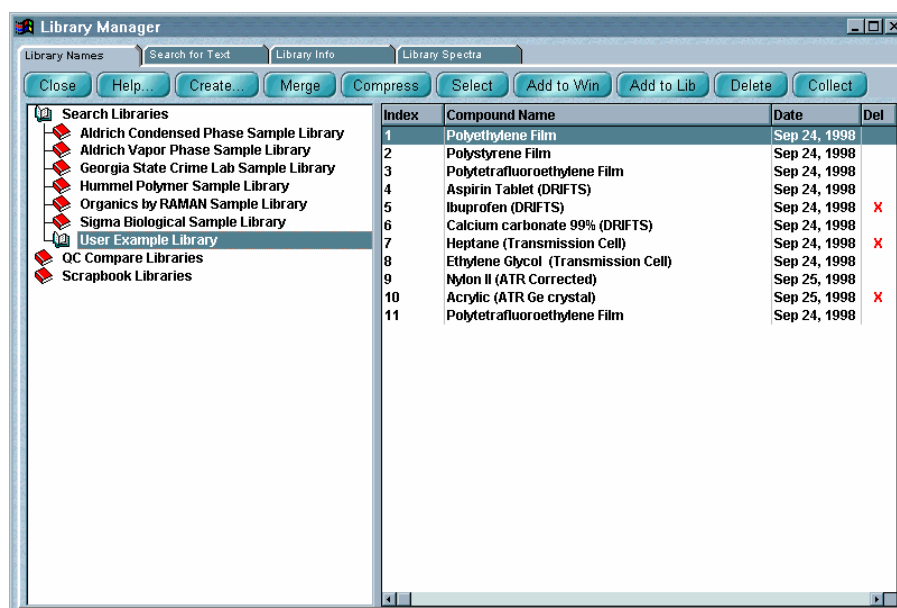 Library Manager
Library Names Search for Text Library Info Library Spectra
Close Help... Create... Merge Compress Select Add to Win Add to Lib Delete Collect
Search Libraries
Aldrich Condensed Phase Sample Library
Aldrich Vapor Phase Sample Library
Georgia State Crime Lab Sample Library
Hummel Polymer Sample Library
Organics by RAMAN Sample Library
Sigma Biological Sample Library
User Example Library
QC Compare Libraries
Scrapbook Libraries
Index Compound Name Date Del
1 Polyethylene Film Sep 24, 1998
2 Polystyrene Film Sep 24, 1998
3 Polytetrafluoroethylene Film Sep 24, 1998
4 Aspirin Tablet (DRIFTS) Sep 24, 1998
5 Ibuprofen (DRIFTS) Sep 24, 1998 X
6 Calcium carbonate 99% (DRIFTS) Sep 24, 1998
7 Heptane (Transmission Cell) Sep 24, 1998 X
8 Ethylene Glycol (Transmission Cell) Sep 24, 1998
9 Nylon II (ATR Corrected) Sep 25, 1998
10 Acrylic (ATR Ge crystal) Sep 25, 1998 X
11 Polytetrafluoroethylene Film Sep 24, 1998